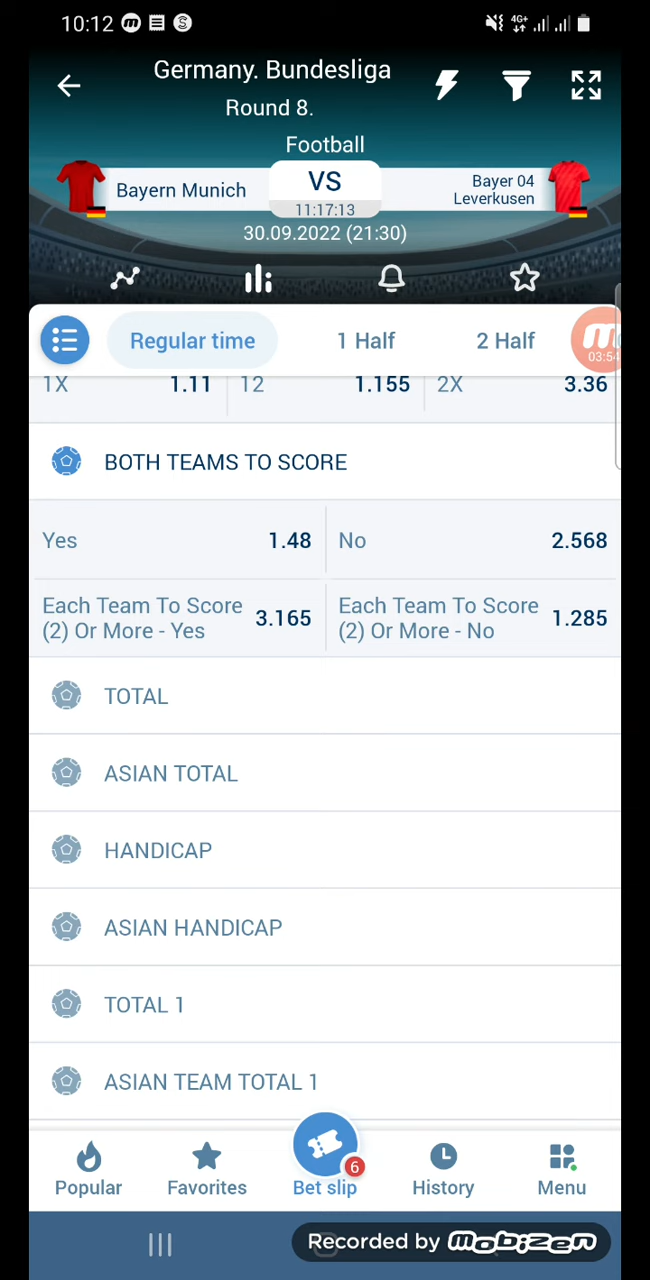 10:12
4G+
Germany. Bundesliga
Round 8.
Football
Bayern Munich
VS
Bayer 04
Leverkusen
11:17:13
30.09.2022 (21:30)
Regular time
1 Half
2 Half
03:54
1X 1.11 12 1.155 2X 3.36
BOTH TEAMS TO SCORE
Yes 1.48 No 2.568
Each Team To Score
(2) Or More - Yes
3.165
Each Team To Score
(2) Or More - No
1.285
TOTAL
ASIAN TOTAL
HANDICAP
ASIAN HANDICAP
TOTAL 1
ASIAN TEAM TOTAL 1
6
Popular Favorites Bet slip History Menu
Recorded by mobizen